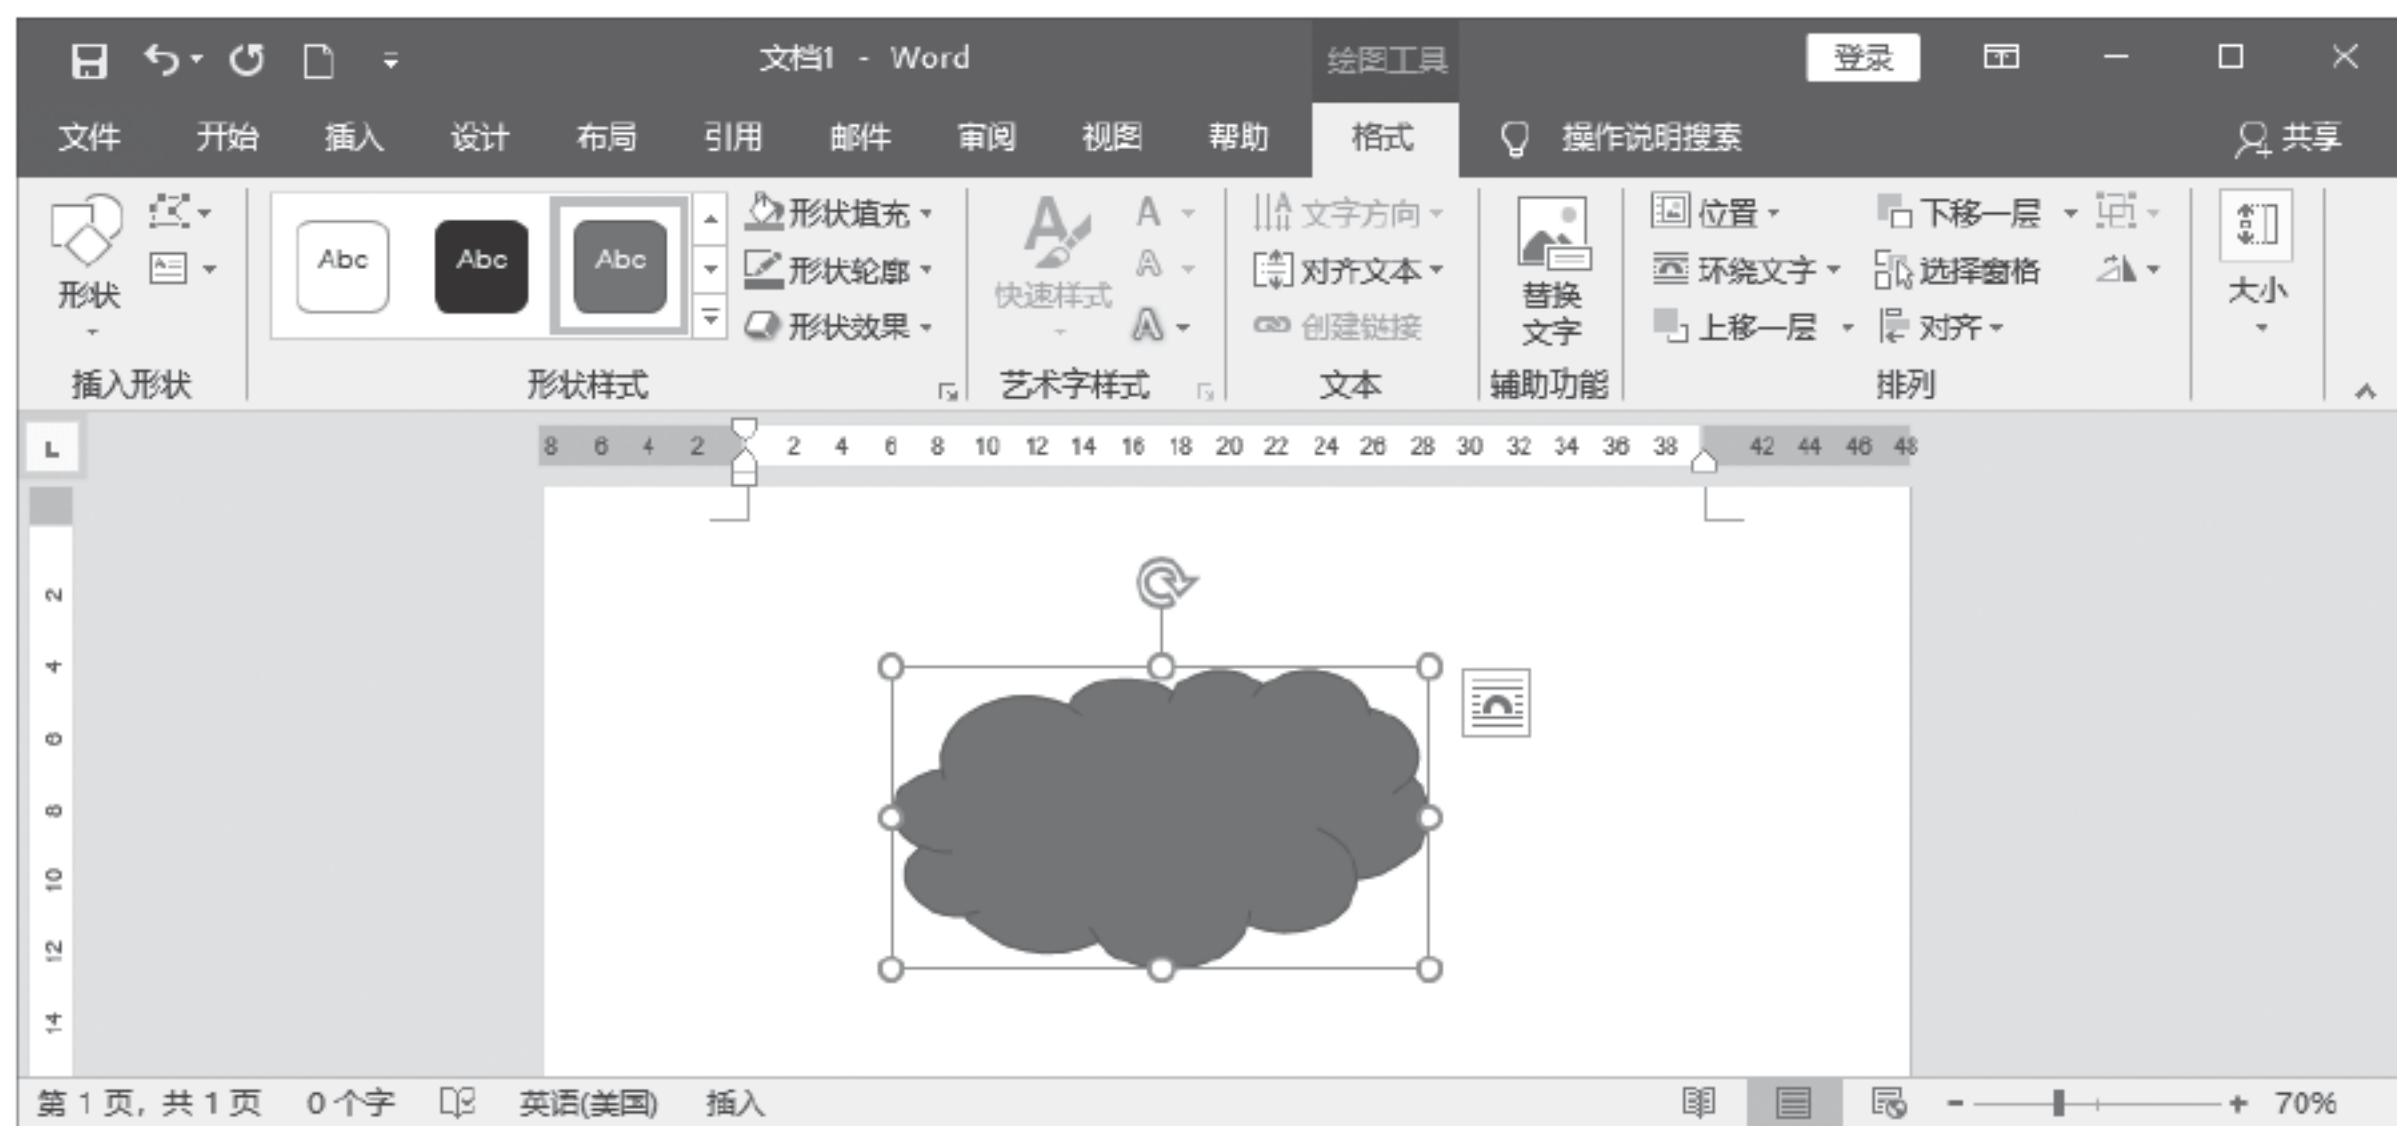 文档1 - Word
绘图工具
登录
文件 开始 插入 设计 布局 引用 邮件 审阅 视图 帮助 格式 操作说明搜索 共享
形状
Abc Abc Abc
形状填充
形状轮廓
形状效果
快速样式
文字方向
对齐文本
创建链接
替换
文字
位置
环绕文字
上移一层
下移一层
选择窗格
对齐
大小
插入形状 形状样式 艺术字样式 文本 辅助功能 排列
L
8 6 4 2 2 4 6 8 10 12 14 16 18 20 22 24 26 28 30 32 34 36 38 42 44 46 48
2
4
6
8
10
12
14
第 1 页, 共 1 页 0 个字 英语(美国) 插入 70%